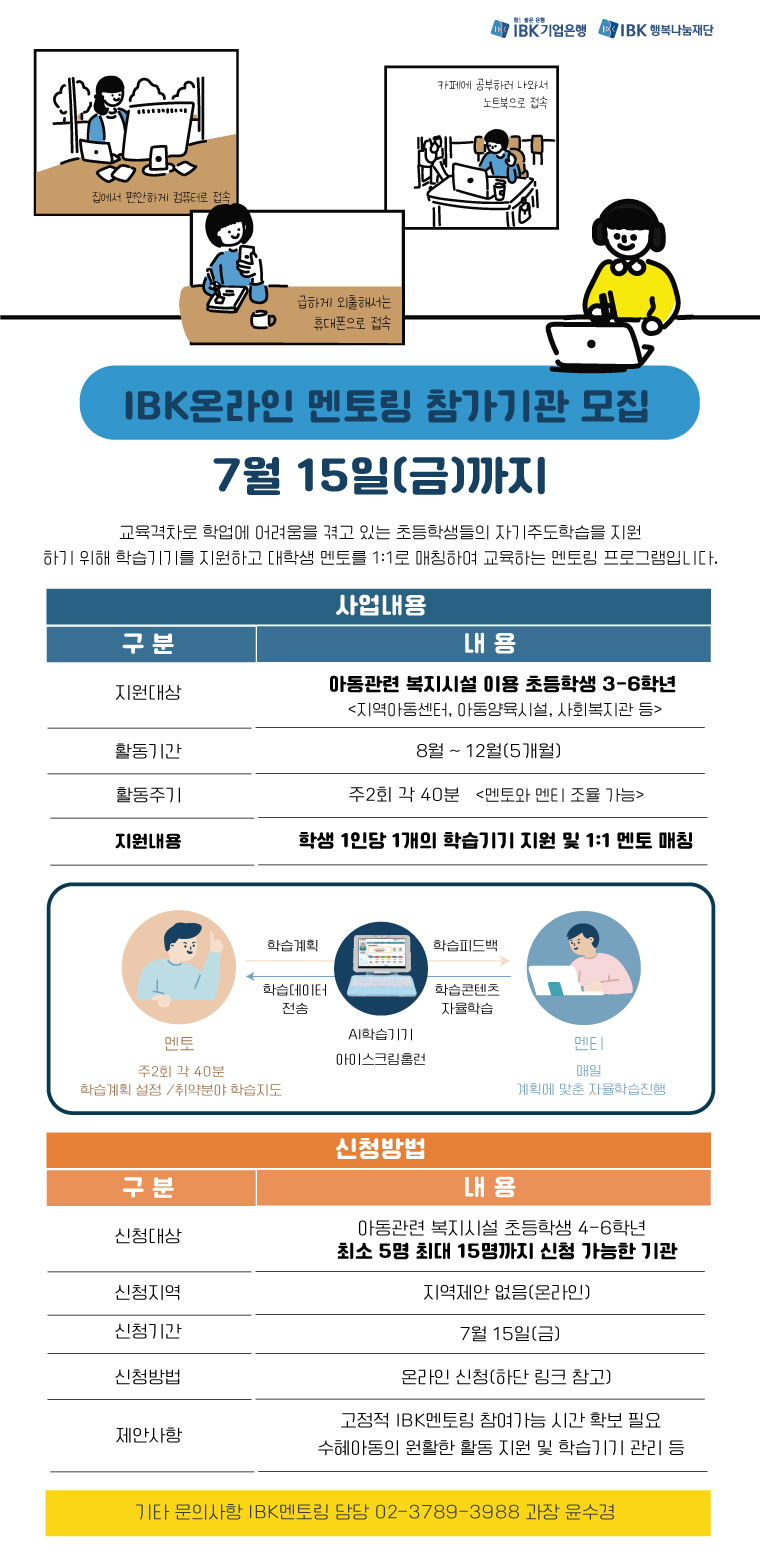 참! 좋은 은행
IBK기업은행 IBK 행복나눔재단
카페에 공부하러 나와서
노트북으로 접속
집에서 편안하게 컴퓨터로 접속
급하게 외출해서는
휴대폰으로 접속
IBK온라인 멘토링 참가기관 모집
7월 15일(금)까지
교육격차로 학업에 어려움을 겪고 있는 초등학생들의 자기주도학습을 지원
하기 위해 학습기기를 지원하고 대학생 멘토를 1:1로 매칭하여 교육하는 멘토링 프로그램입니다.
사업내용
구 분 내 용
지원대상
아동관련 복지시설 이용 초등학생 3-6학년
<지역아동센터, 아동양육시설, 사회복지관 등>
활동기간 8월 ~ 12월(5개월)
활동주기 주2회 각 40분 <멘토와 멘티 조율 가능>
지원내용 학생 1인당 1개의 학습기기 지원 및 1:1 멘토 매칭
학습계획 학습피드백
학습데이터 학습콘텐츠
전송 자율학습
AI학습기기
아이스크림홈런
멘토 멘티
주2회 각 40분 매일
학습계획 설정 /취약분야 학습지도 계획에 맞춘 자율학습진행
신청방법
구 분 내 용
신청대상
아동관련 복지시설 초등학생 4-6학년
최소 5명 최대 15명까지 신청 가능한 기관
신청지역 지역제안 없음(온라인)
신청기간 7월 15일(금)
신청방법 온라인 신청(하단 링크 참고)
제안사항
고정적 IBK멘토링 참여가능 시간 확보 필요
수혜아동의 원활한 활동 지원 및 학습기기 관리 등
기타 문의사항 IBK멘토링 담당 02-3789-3988 과장 윤수경